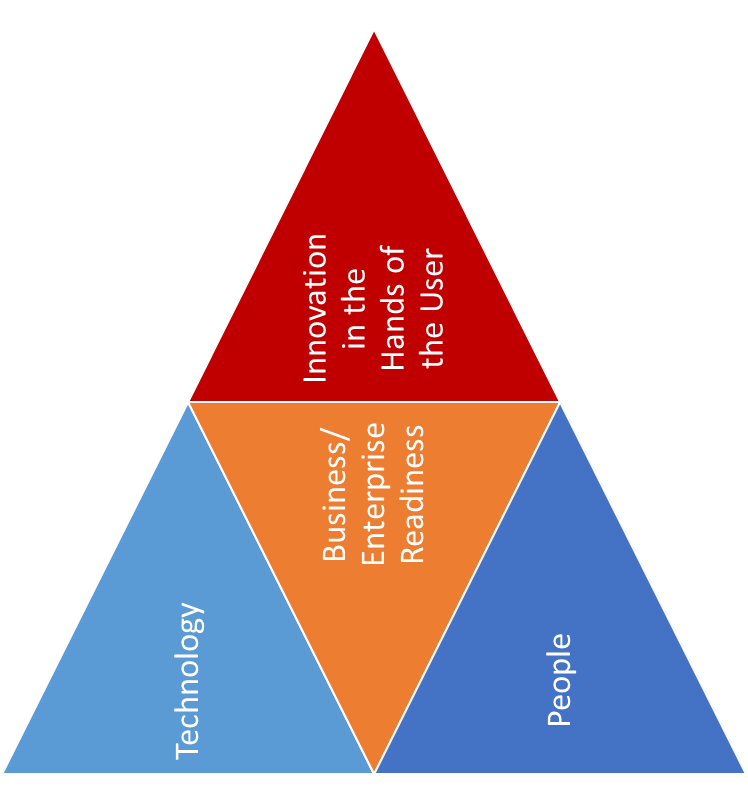 Innovation
in the
Hands of
the User
Business/
Enterprise
Readiness
Technology
People